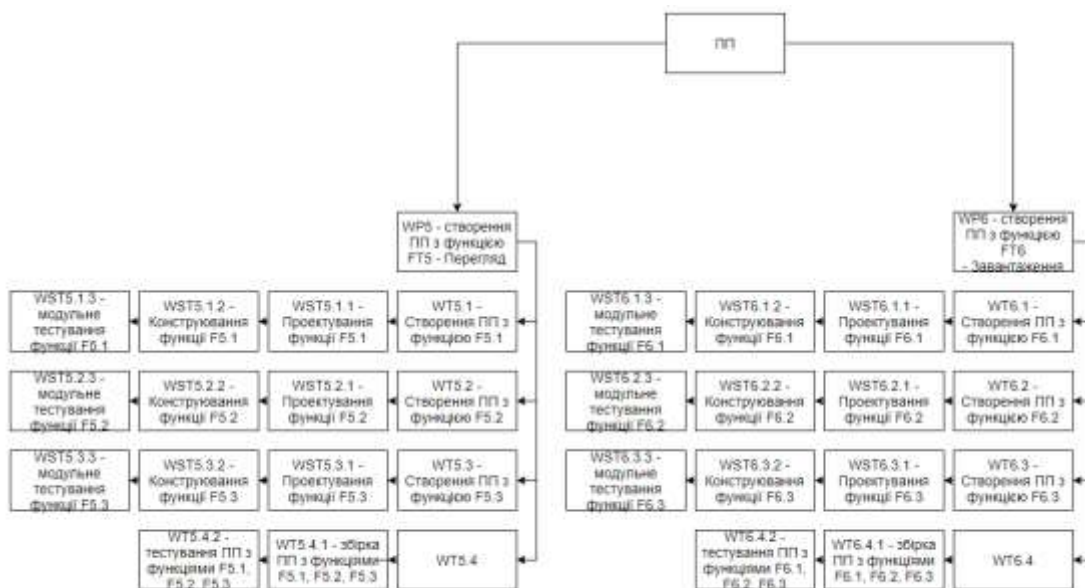 ПП
WP5 - створення
ПП з функцією
FT5 - Перегляд
WP6 - створення
ПП з функцією
FT6
- Завантаження
WST5.1.3 -
модульне
тестування
функції F5.1
WST5.1.2 -
Конструювання
функції F5.1
WST5.1.1 -
Проектування
функції F5.1
WT5.1 -
Створення ПП з
функцією F5.1
WST6.1.3 -
модульне
тестування
функції F6.1
WST6.1.2 -
Конструювання
функції F6.1
WST6.1.1 -
Проектування
функції F6.1
WT6.1 -
Створення ПП з
функцією F6.1
WST5.2.3 -
модульне
тестування
функції F5.2
WST5.2.2 -
Конструювання
функції F5.2
WST5.2.1 -
Проектування
функції F5.2
WT5.2 -
Створення ПП з
функцією F5.2
WST6.2.3 -
модульне
тестування
функції F6.2
WST6.2.2 -
Конструювання
функції F6.2
WST6.2.1 -
Проектування
функції F6.2
WT6.2 -
Створення ПП з
функцією F6.2
WST5.3.3 -
модульне
тестування
функції F5.3
WST5.3.2 -
Конструювання
функції F5.3
WST5.3.1 -
Проектування
функції F5.3
WT5.3 -
Створення ПП з
функцією F5.3
WST6.3.3 -
модульне
тестування
функції F6.3
WST6.3.2 -
Конструювання
функції F6.3
WST6.3.1 -
Проектування
функції F6.3
WT6.3 -
Створення ПП з
функцією F6.3
WT5.4.2 -
тестування ПП з
функціями F5.1,
F5.2, F5.3
WT5.4.1 - збірка
ПП з функціями
F5.1, F5.2, F5.3
WT5.4
WT6.4.2 -
тестування ПП з
функціями F6.1,
F6.2, F6.3
WT6.4.1 - збірка
ПП з функціями
F6.1, F6.2, F6.3
WT6.4